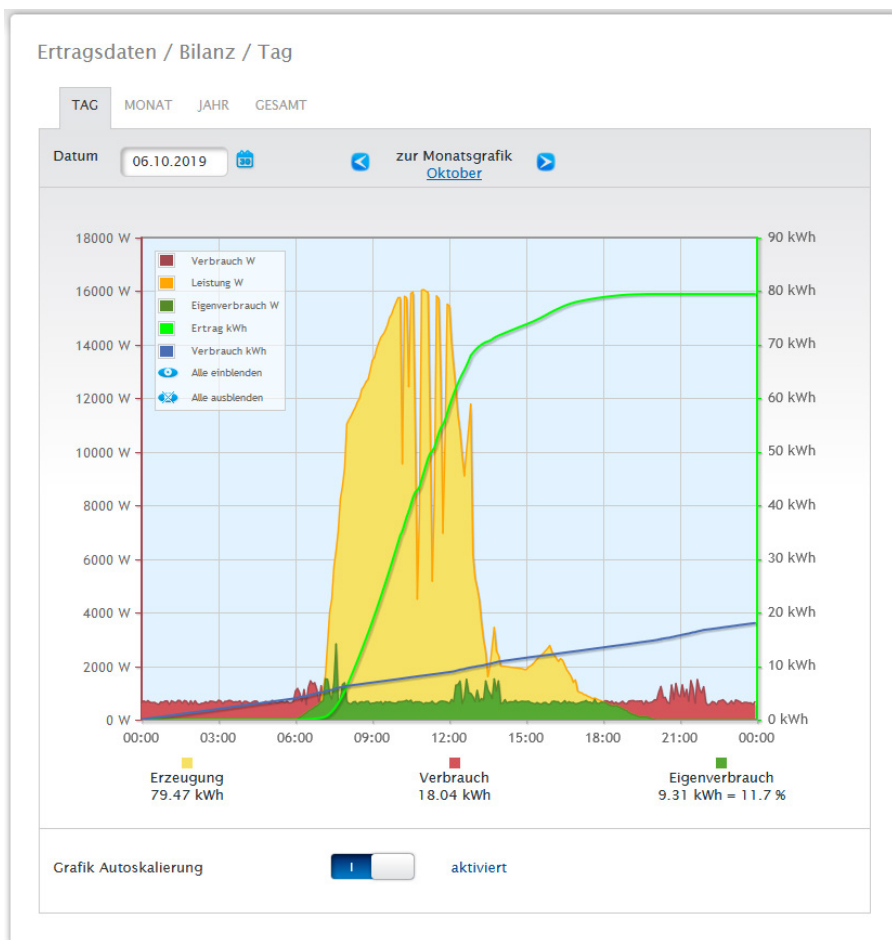 Ertragsdaten / Bilanz / Tag
TAG MONAT JAHR GESAMT
Datum 06.10.2019 30 zur Monatsgrafik
Oktober
18000 W 90 kWh
Verbrauch W
Leistung W
16000 W 80 kWh
Eigenverbrauch W
Ertrag kWh
14000 W 70 kWh
Verbrauch kWh
Alle einblenden
Alle ausblenden
12000 W 60 kWh
10000 W 50 kWh
8000 W 40 kWh
6000 W 30 kWh
4000 W 20 kWh
2000 W 10 kWh
0 W 0 kWh
00:00 03:00 06:00 09:00 12:00 15:00 18:00 21:00 00:00
Erzeugung Verbrauch Eigenverbrauch
79.47 kWh 18.04 kWh 9.31 kWh = 11.7 %
Grafik Autoskalierung I aktiviert